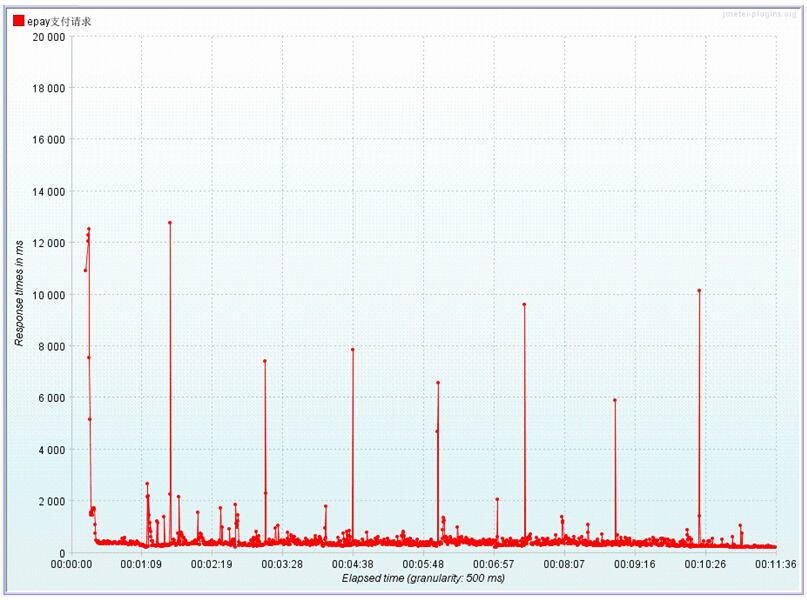 jmeter-plugins.org
epay支付请求
20 000
18 000
16 000
14 000
12 000
10 000
8 000
6 000
4 000
2 000
0
Response times in ms
00:00:00 00:01:09 00:02:19 00:03:28 00:04:38 00:05:48 00:06:57 00:08:07 00:09:16 00:10:26 00:11:36
Elapsed time (granularity: 500 ms)